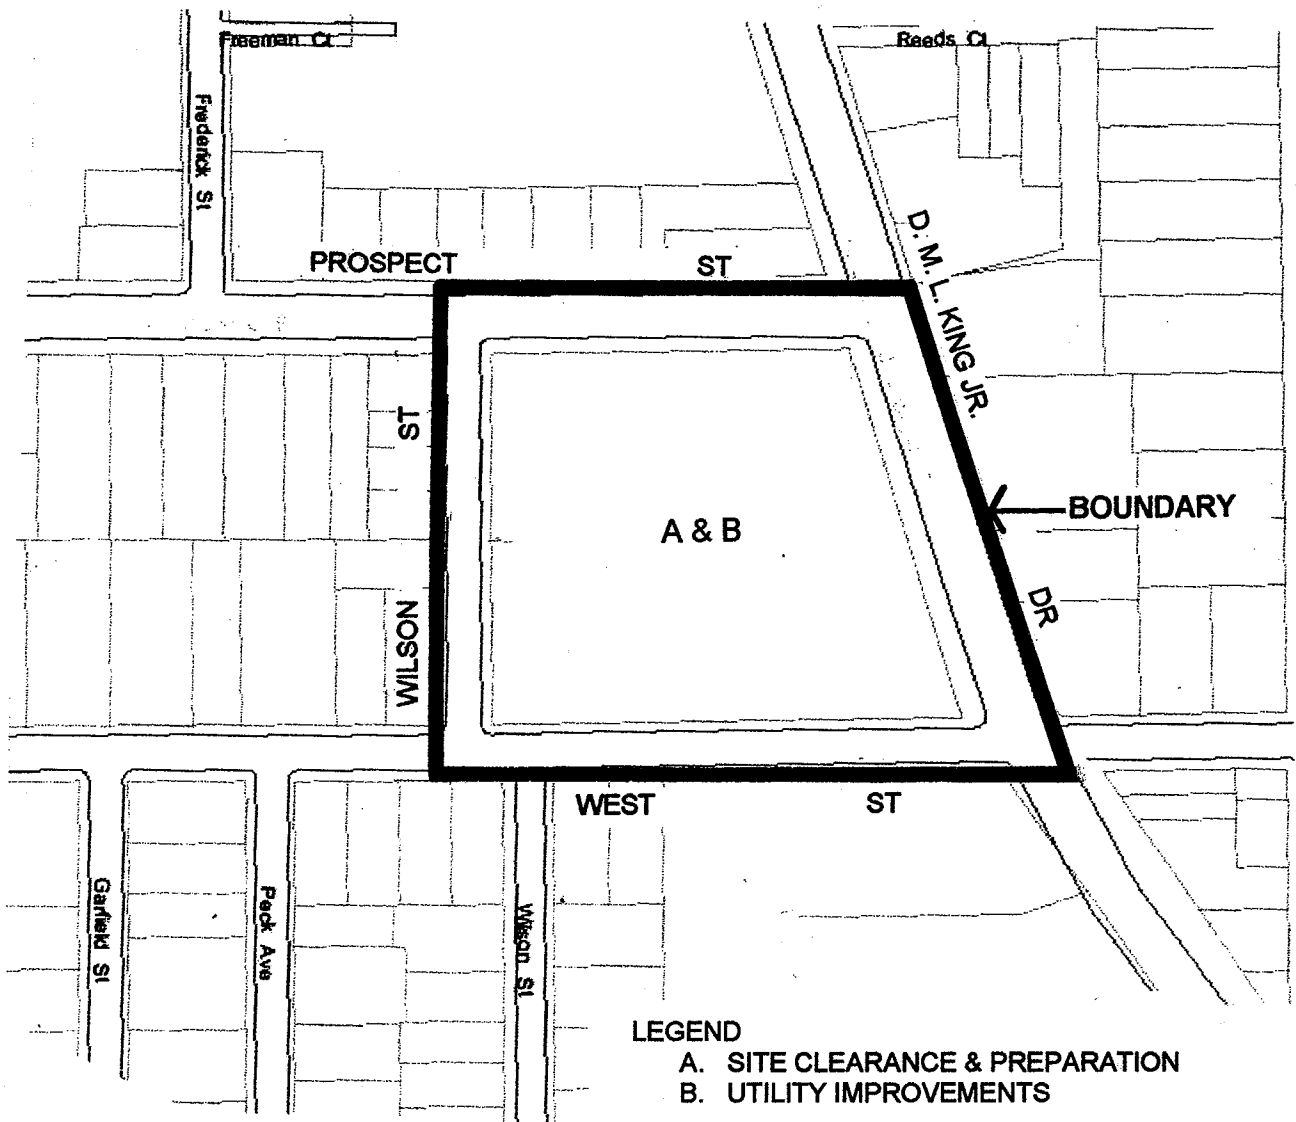 Freeman Ct
Reeds Ct
Frederick St
PROSPECT ST
D. M. L. KING JR. DR
ST
WILSON
A & B
BOUNDARY
WEST ST
Garfield St
Peck Ave
Wilson St
LEGEND
A. SITE CLEARANCE & PREPARATION
B. UTILITY IMPROVEMENTS